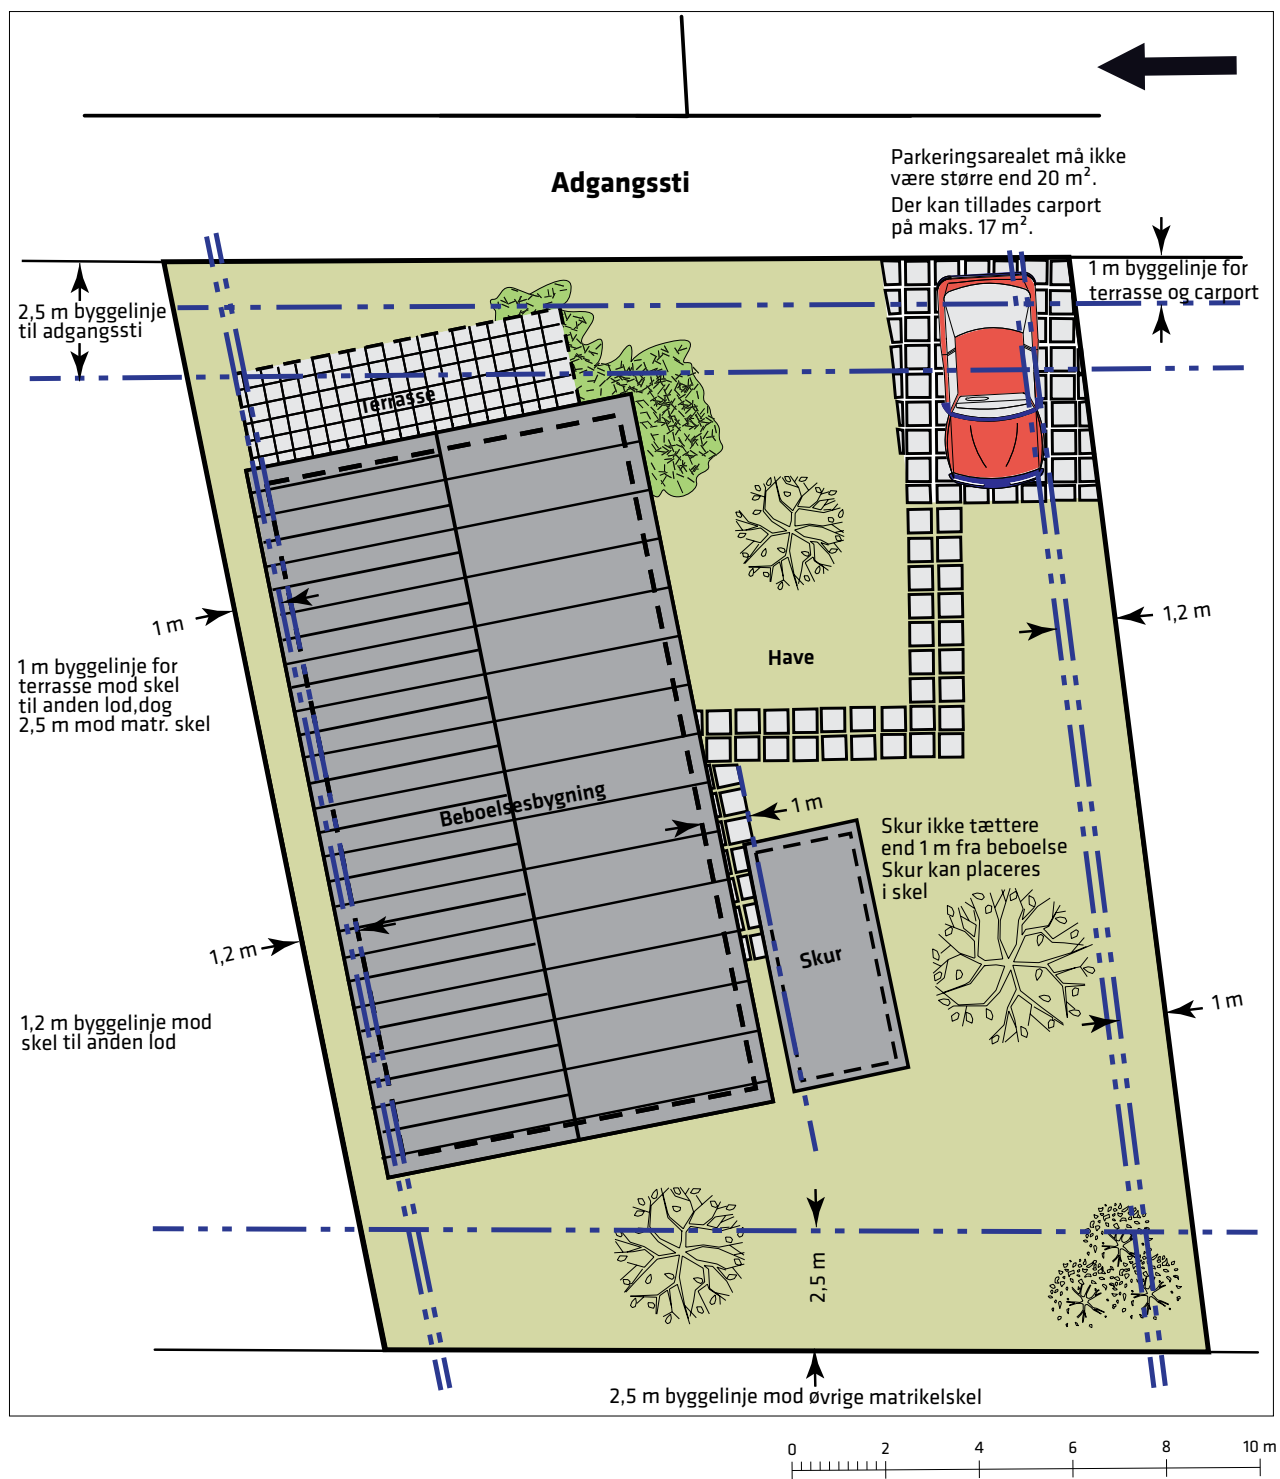 Adgangssti
Parkeringsarealet må ikke
være større end 20 m².
Der kan tillades carport
på maks. 17 m².
1 m byggelinje for
terrasse og carport
2,5 m byggelinje
til adgangssti
Terrasse
1 m
1,2 m
1 m byggelinje for
terrasse mod skel
til anden lod,dog
2,5 m mod matr. skel
Have
Beboelsesbygning
1 m
Skur ikke tættere
end 1 m fra beboelse
Skur kan placeres
i skel
Skur
1,2 m
1 m
1,2 m byggelinje mod
skel til anden lod
2,5 m
2,5 m byggelinje mod øvrige matrikelskel
0 2 4 6 8 10 m